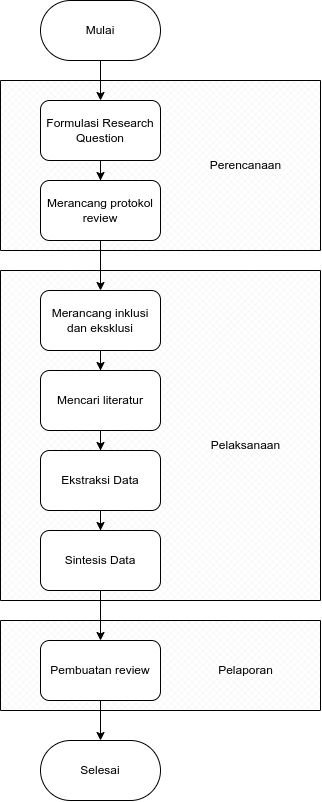 Mulai
Formulasi Research
Question
Perencanaan
Merancang protokol
review
Merancang inklusi
dan eksklusi
Mencari literatur
Pelaksanaan
Ekstraksi Data
Sintesis Data
Pembuatan review
Pelaporan
Selesai